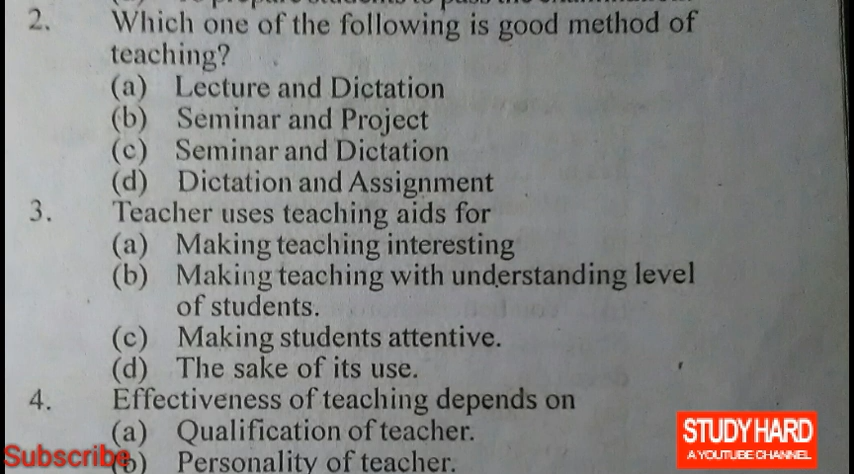 2. Which one of the following is good method of
teaching?
(a) Lecture and Dictation
(b) Seminar and Project
(c) Seminar and Dictation
(d) Dictation and Assignment
3. Teacher uses teaching aids for
(a) Making teaching interesting
(b) Making teaching with understanding level
of students.
(c) Making students attentive.
(d) The sake of its use.
4. Effectiveness of teaching depends on
(a) Qualification of teacher.
(b) Personality of teacher.
Subscribe
STUDY HARD
A YOUTUBE CHANNEL